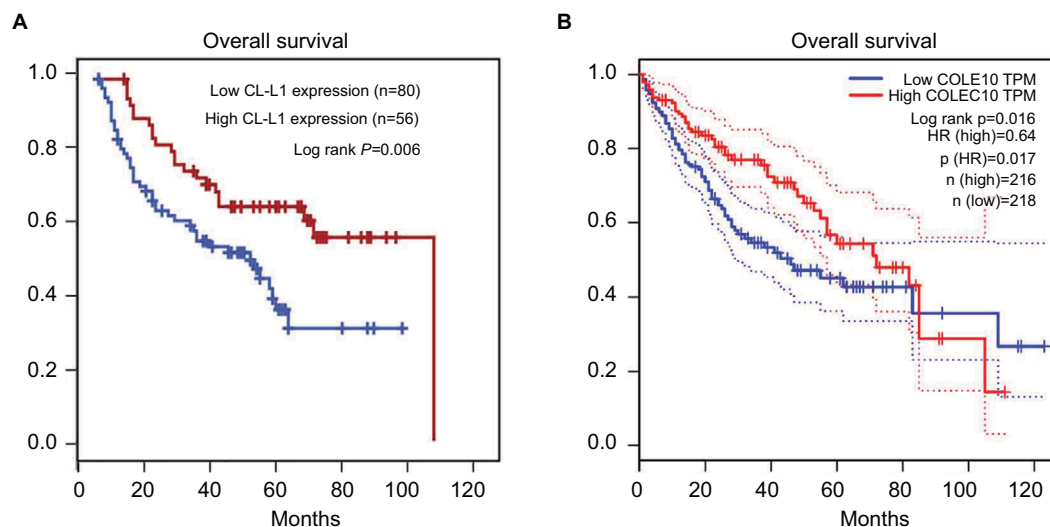 A
Overall survival
Low CL-L1 expression (n=80)
High CL-L1 expression (n=56)
Log rank P=0.006
1.0
0.8
0.6
0.4
0.2
0.0
0 20 40 60 80 100 120
Months
B
Overall survival
Low COLE10 TPM
High COLEC10 TPM
Log rank p=0.016
HR (high)=0.64
p (HR)=0.017
n (high)=216
n (low)=218
1.0
0.8
0.6
0.4
0.2
0.0
0 20 40 60 80 100 120
Months